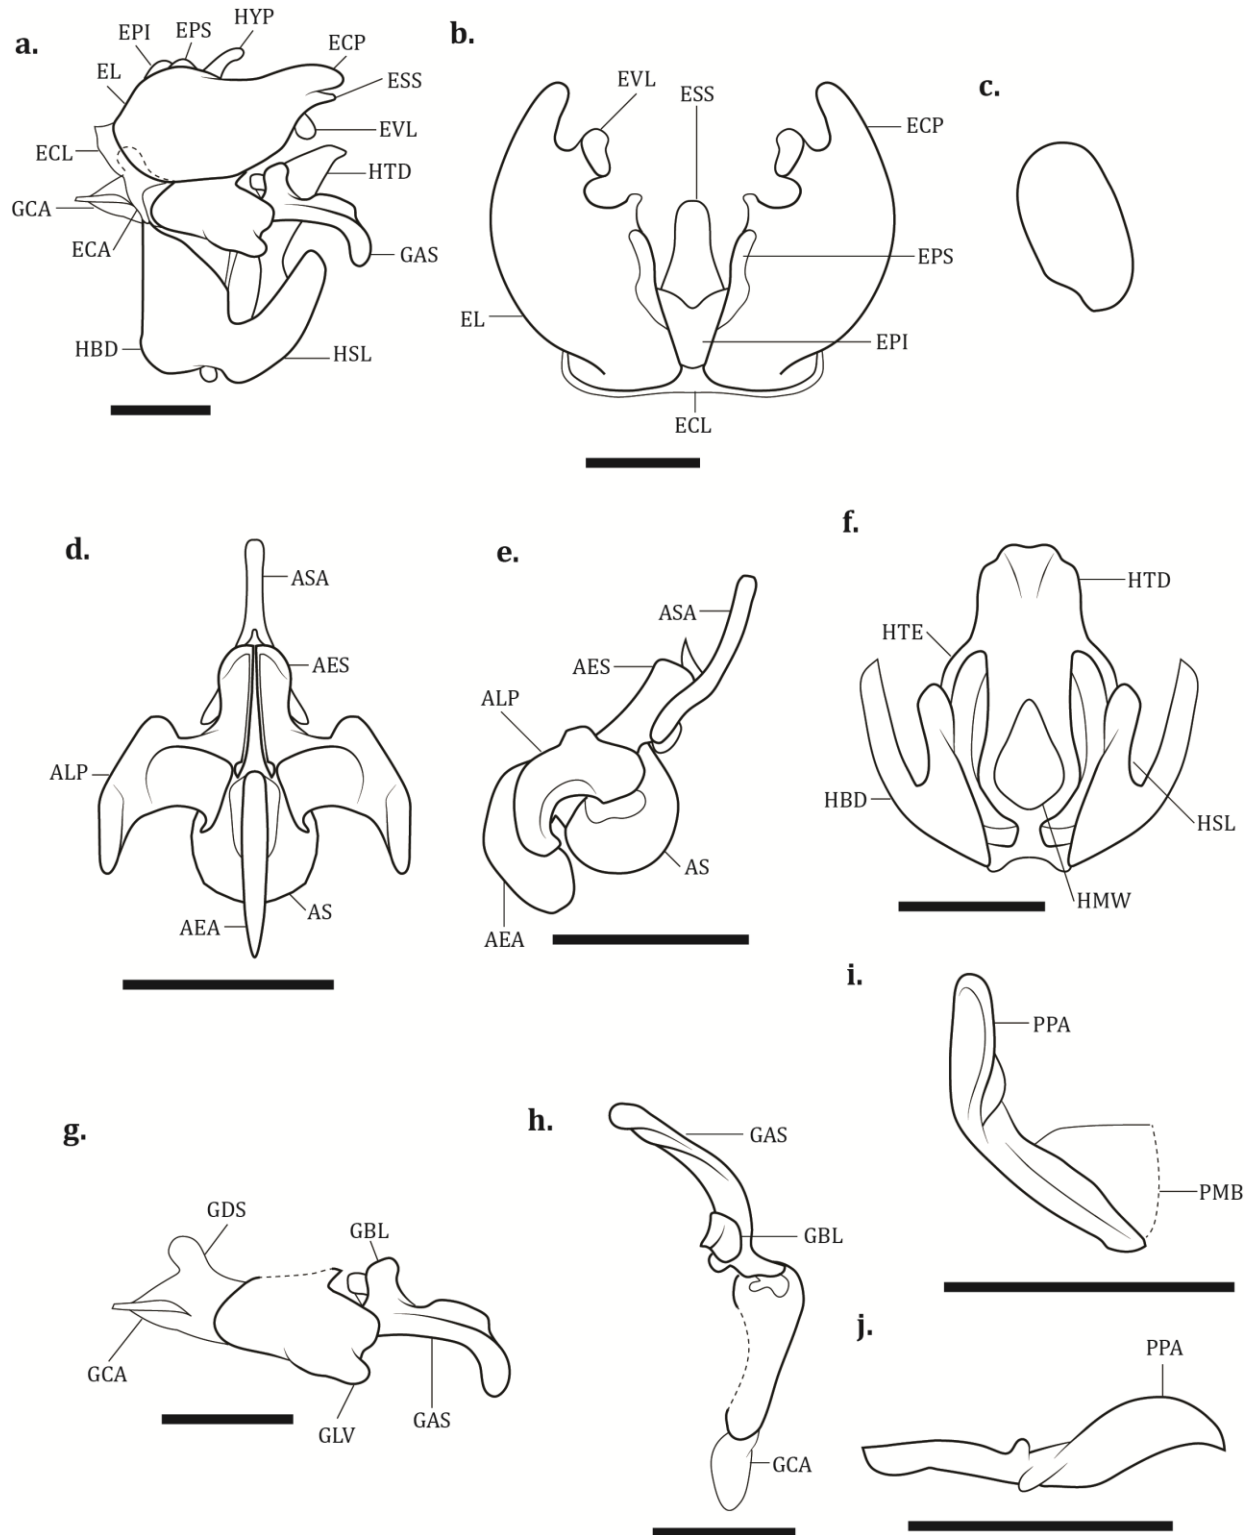 a.
EPI
EPS
HYP
EL
ECP
ESS
EVL
ECL
HTD
GCA
ECA
GAS
HBD
HSL
b.
EVL
ESS
ECP
EPS
EL
EPI
ECL
c.
d.
ASA
AES
ALP
AS
AEA
e.
ASA
AES
ALP
AS
AEA
f.
HTD
HTE
HBD
HSL
HMW
g.
GDS
GBL
GCA
GLV
GAS
h.
GAS
GBL
GCA
i.
PPA
PMB
j.
PPA